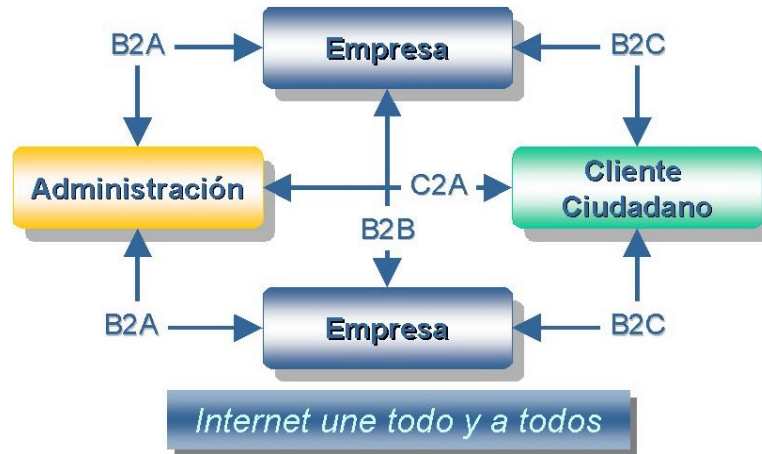 B2A
Empresa
B2C
Administración
C2A
Cliente
Ciudadano
B2B
B2A
Empresa
B2C
Internet une todo y a todos